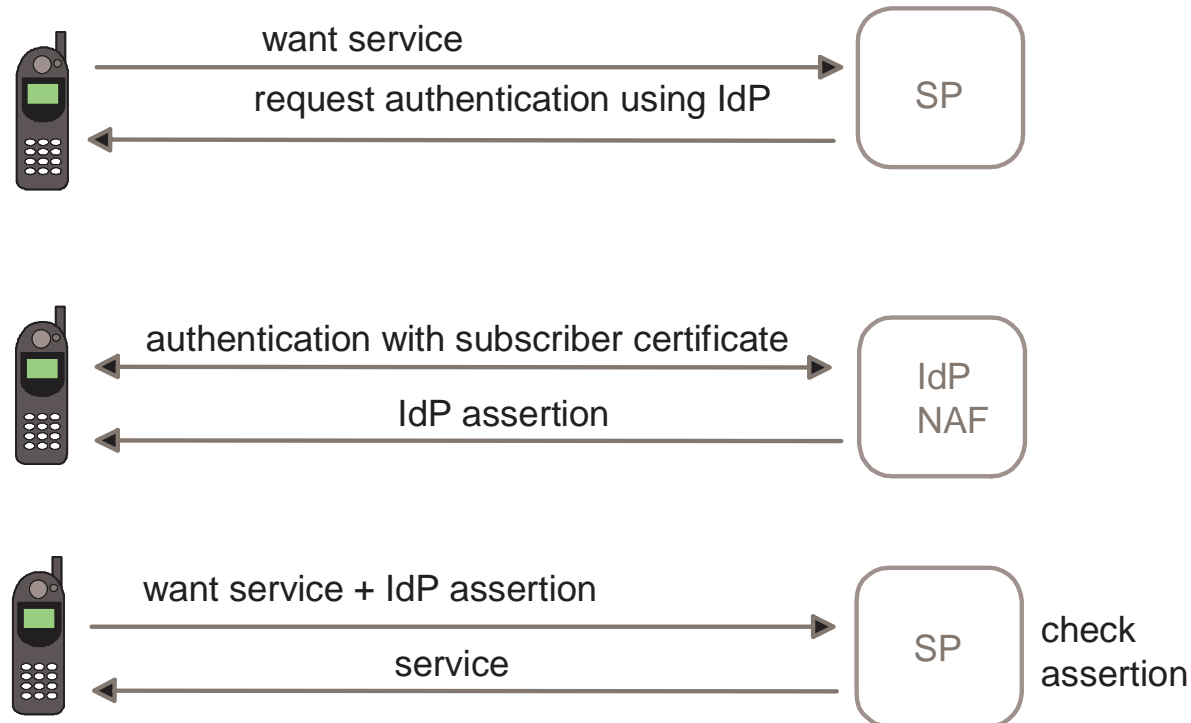 want service
request authentication using IdP
SP
authentication with subscriber certificate
IdP assertion
IdP
NAF
want service + IdP assertion
service
SP
check
assertion